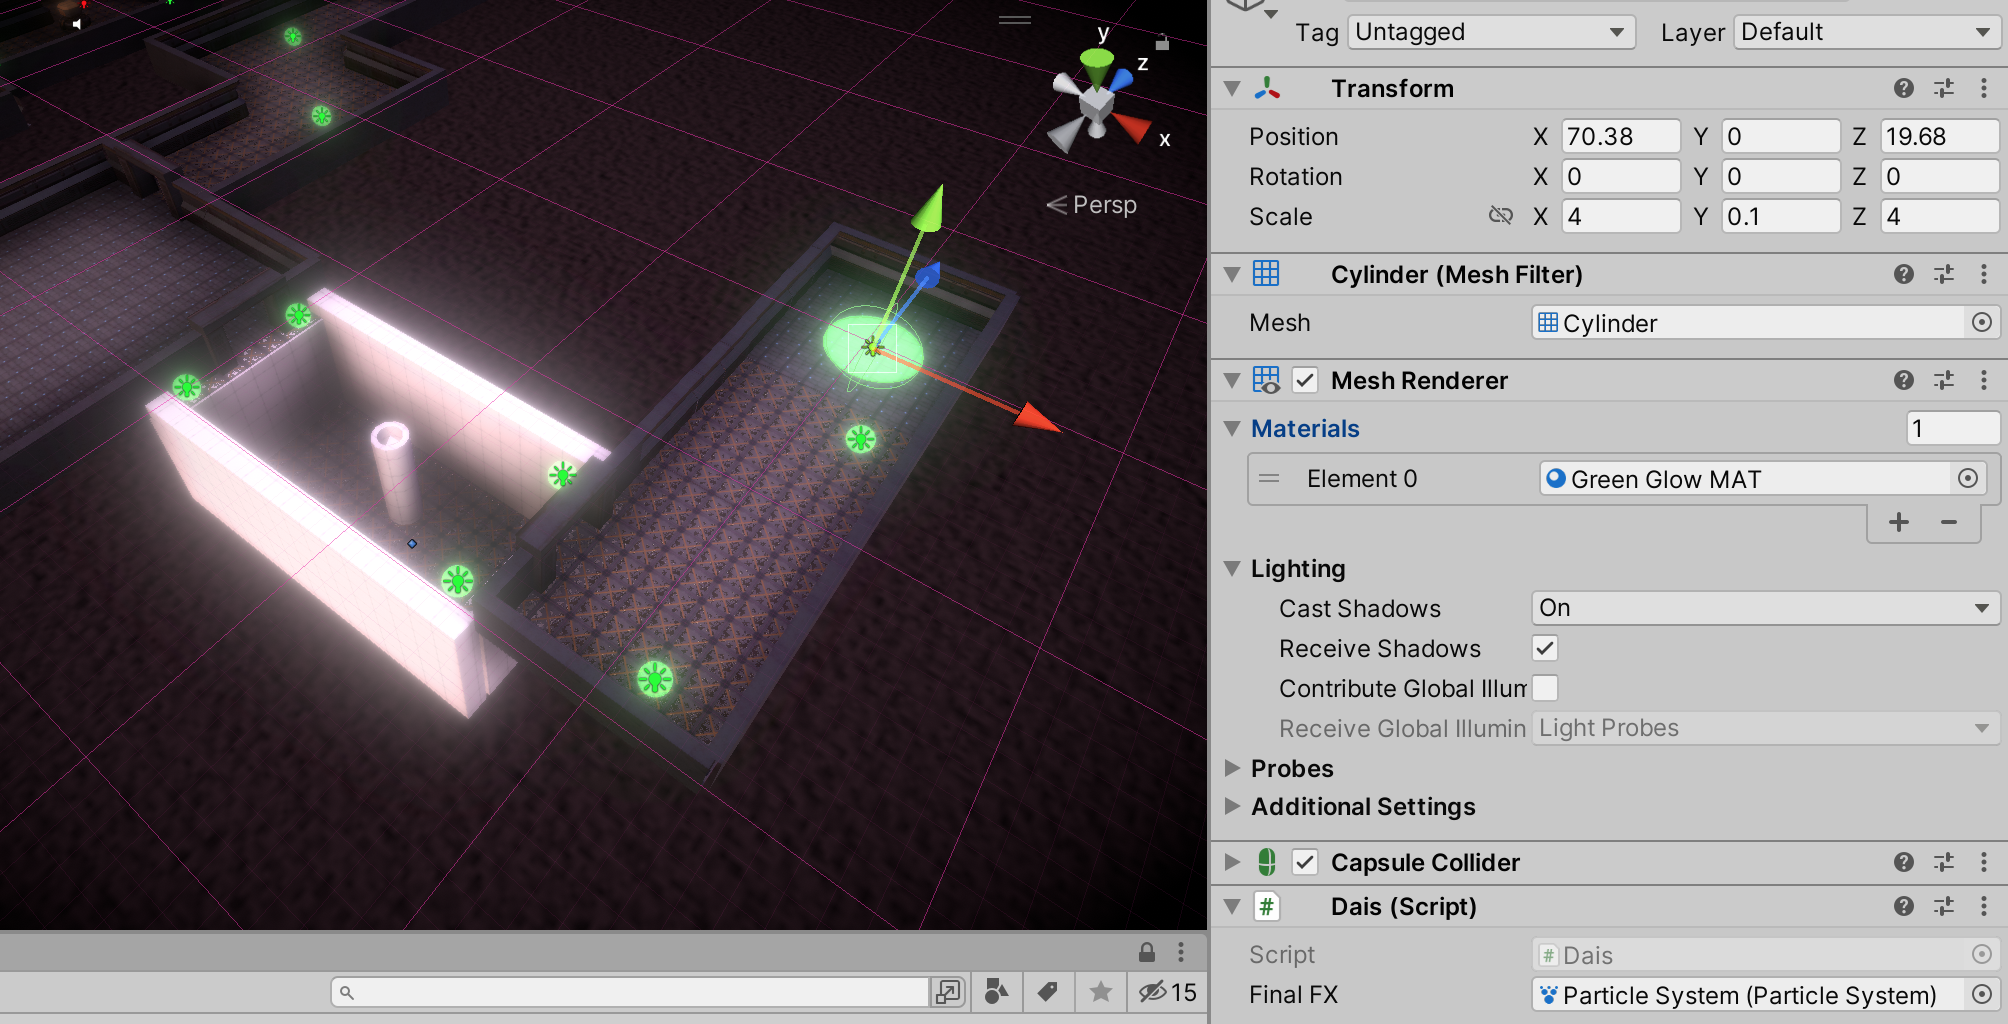 y
z
x
Persp
15
Tag Untagged Layer Default
Transform
Position X 70.38 Y 0 Z 19.68
Rotation X 0 Y 0 Z 0
Scale X 4 Y 0.1 Z 4
Cylinder (Mesh Filter)
Mesh Cylinder
Mesh Renderer
Materials 1
Element 0 Green Glow MAT
Lighting
Cast Shadows On
Receive Shadows
Contribute Global Illum
Receive Global Illumin Light Probes
Probes
Additional Settings
Capsule Collider
# Dais (Script)
Script # Dais
Final FX Particle System (Particle System)